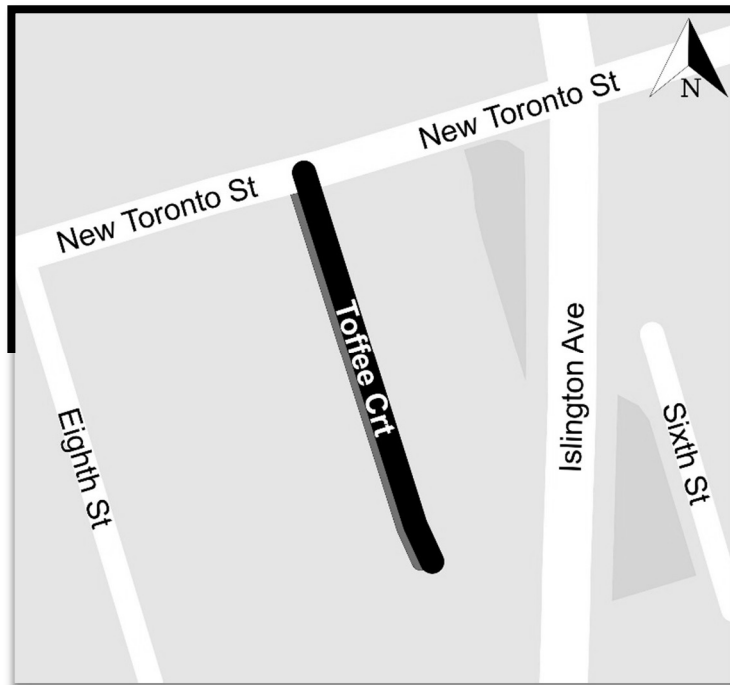 N
New Toronto St
New Toronto St
Toffee Crt
Islington Ave
Eighth St
Sixth St